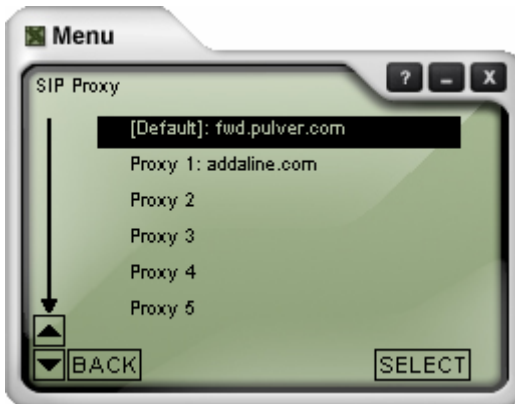 Menu
SIP Proxy
? - X
[Default]: fwd.pulver.com
Proxy 1: addaline.com
Proxy 2
Proxy 3
Proxy 4
Proxy 5
BACK SELECT